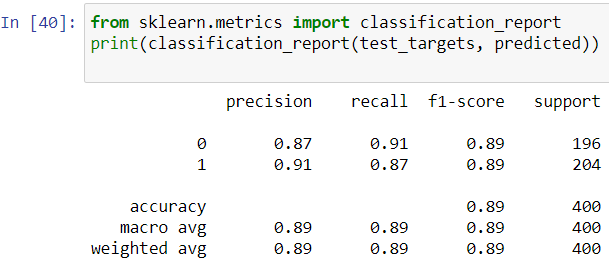 In [40]: from sklearn.metrics import classification_report
print(classification_report(test_targets, predicted))
precision recall f1-score support
0 0.87 0.91 0.89 196
1 0.91 0.87 0.89 204
accuracy 0.89 400
macro avg 0.89 0.89 0.89 400
weighted avg 0.89 0.89 0.89 400